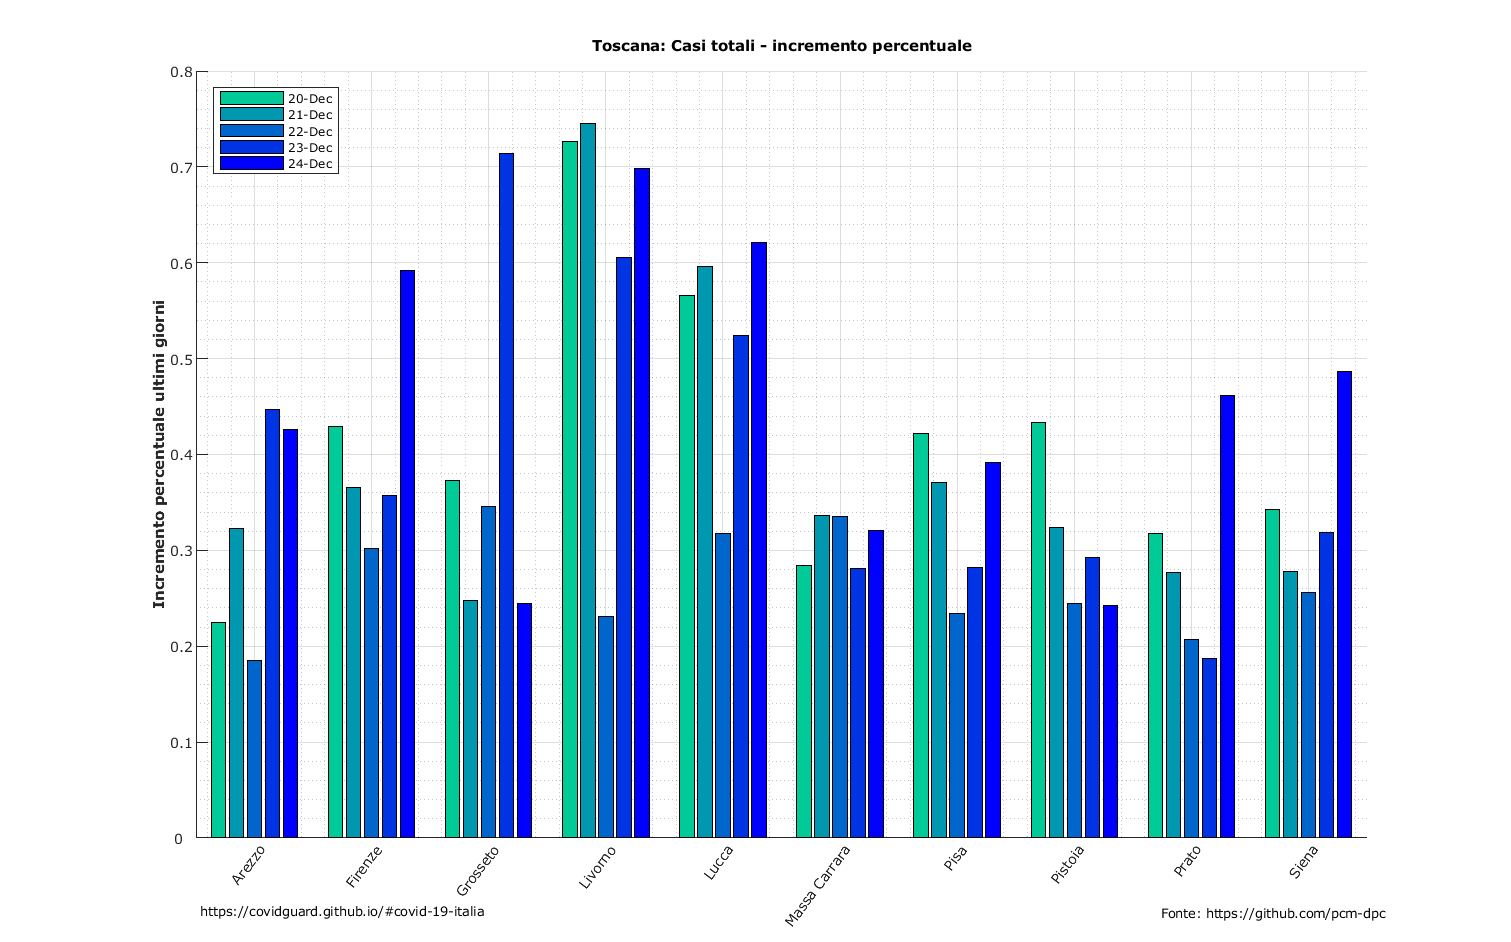 Toscana: Casi totali - incremento percentuale
0.8
0.7
0.6
0.5
0.4
0.3
0.2
0.1
0
Incremento percentuale ultimi giorni
20-Dec
21-Dec
22-Dec
23-Dec
24-Dec
Arezzo
Firenze
Grosseto
Livorno
Lucca
Massa Carrara
Pisa
Pistoia
Prato
Siena
https://covidguard.github.io/#covid-19-italia
Fonte: https://github.com/pcm-dpc